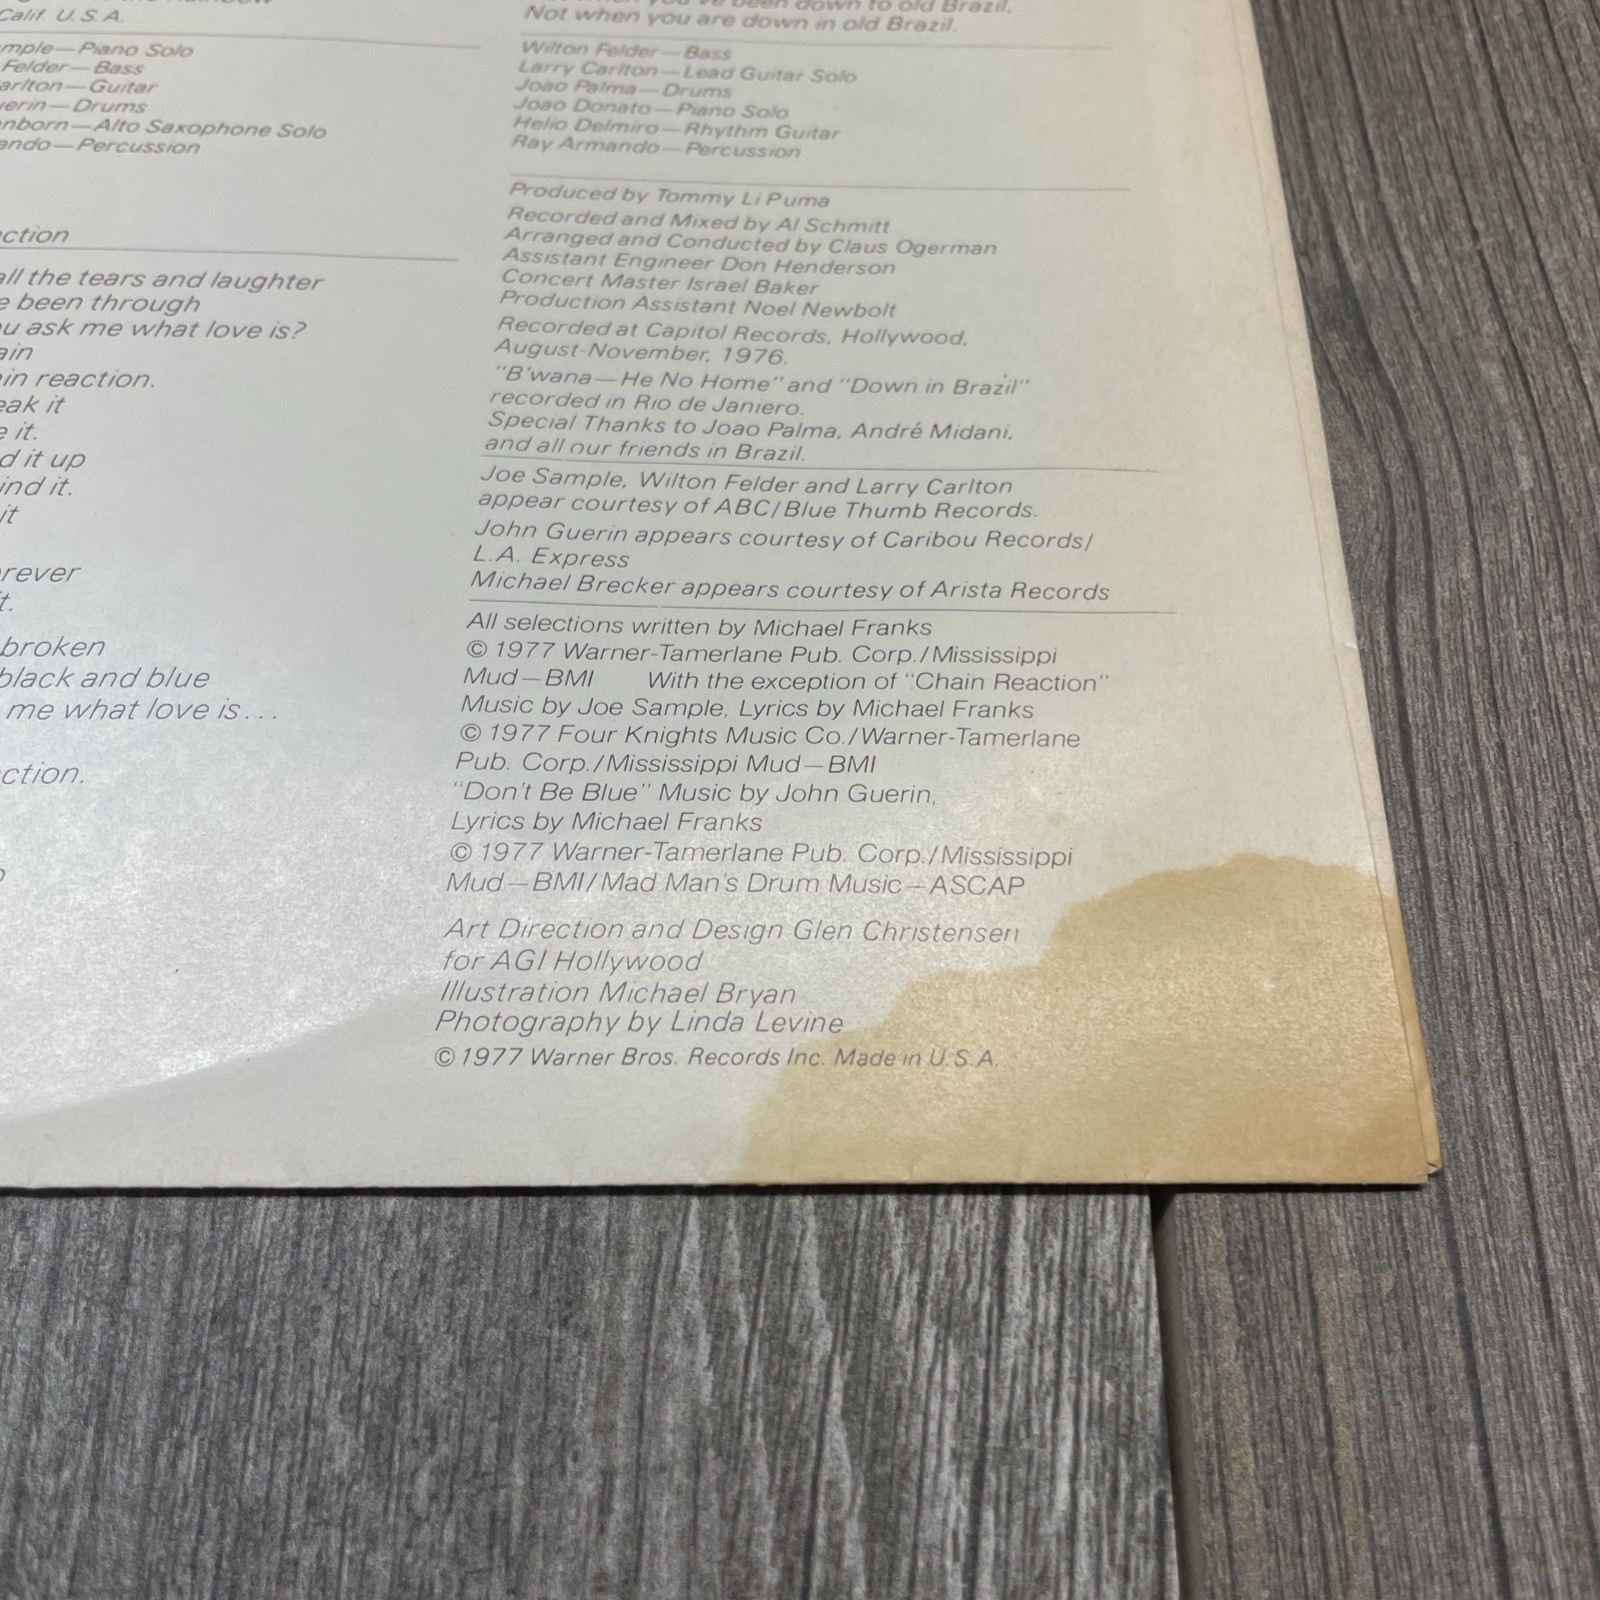 Calif. U.S.A.
mple—Piano Solo
Felder—Bass
arlton—Guitar
uerin—Drums
nborn—Alto Saxophone Solo
ando—Percussion
ction
all the tears and laughter
e been through
u ask me what love is?
ain
in reaction.
eak it
e it.
d it up
ind it.
it
rever
t.
broken
black and blue
me what love is...
ction.
you've been down to old Brazil,
Not when you are down in old Brazil.
Wilton Felder—Bass
Larry Carlton—Lead Guitar Solo
Joao Palma—Drums
Joao Donato—Piano Solo
Helio Delmiro—Rhythm Guitar
Ray Armando—Percussion
Produced by Tommy Li Puma
Recorded and Mixed by Al Schmitt
Arranged and Conducted by Claus Ogerman
Assistant Engineer Don Henderson
Concert Master Israel Baker
Production Assistant Noel Newbolt
Recorded at Capitol Records, Hollywood,
August-November, 1976.
"B'wana—He No Home" and "Down in Brazil"
recorded in Rio de Janiero.
Special Thanks to Joao Palma, André Midani,
and all our friends in Brazil.
Joe Sample, Wilton Felder and Larry Carlton
appear courtesy of ABC/Blue Thumb Records.
John Guerin appears courtesy of Caribou Records/
L.A. Express
Michael Brecker appears courtesy of Arista Records
All selections written by Michael Franks
© 1977 Warner-Tamerlane Pub. Corp./Mississippi
Mud—BMI With the exception of "Chain Reaction"
Music by Joe Sample, Lyrics by Michael Franks
© 1977 Four Knights Music Co./Warner-Tamerlane
Pub. Corp./Mississippi Mud—BMI
"Don't Be Blue" Music by John Guerin,
Lyrics by Michael Franks
© 1977 Warner-Tamerlane Pub. Corp./Mississippi
Mud—BMI/Mad Man's Drum Music—ASCAP
Art Direction and Design Glen Christensen
for AGI Hollywood
Illustration Michael Bryan
Photography by Linda Levine
© 1977 Warner Bros. Records Inc. Made in U.S.A.